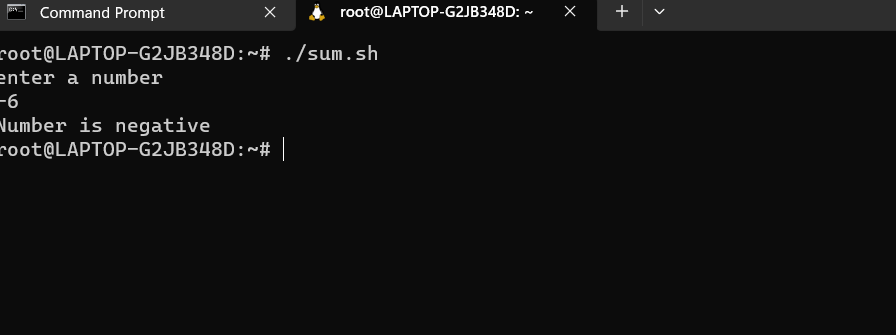 Command Prompt
root@LAPTOP-G2JB348D: ~
root@LAPTOP-G2JB348D:~# ./sum.sh
enter a number
-6
Number is negative
root@LAPTOP-G2JB348D:~#